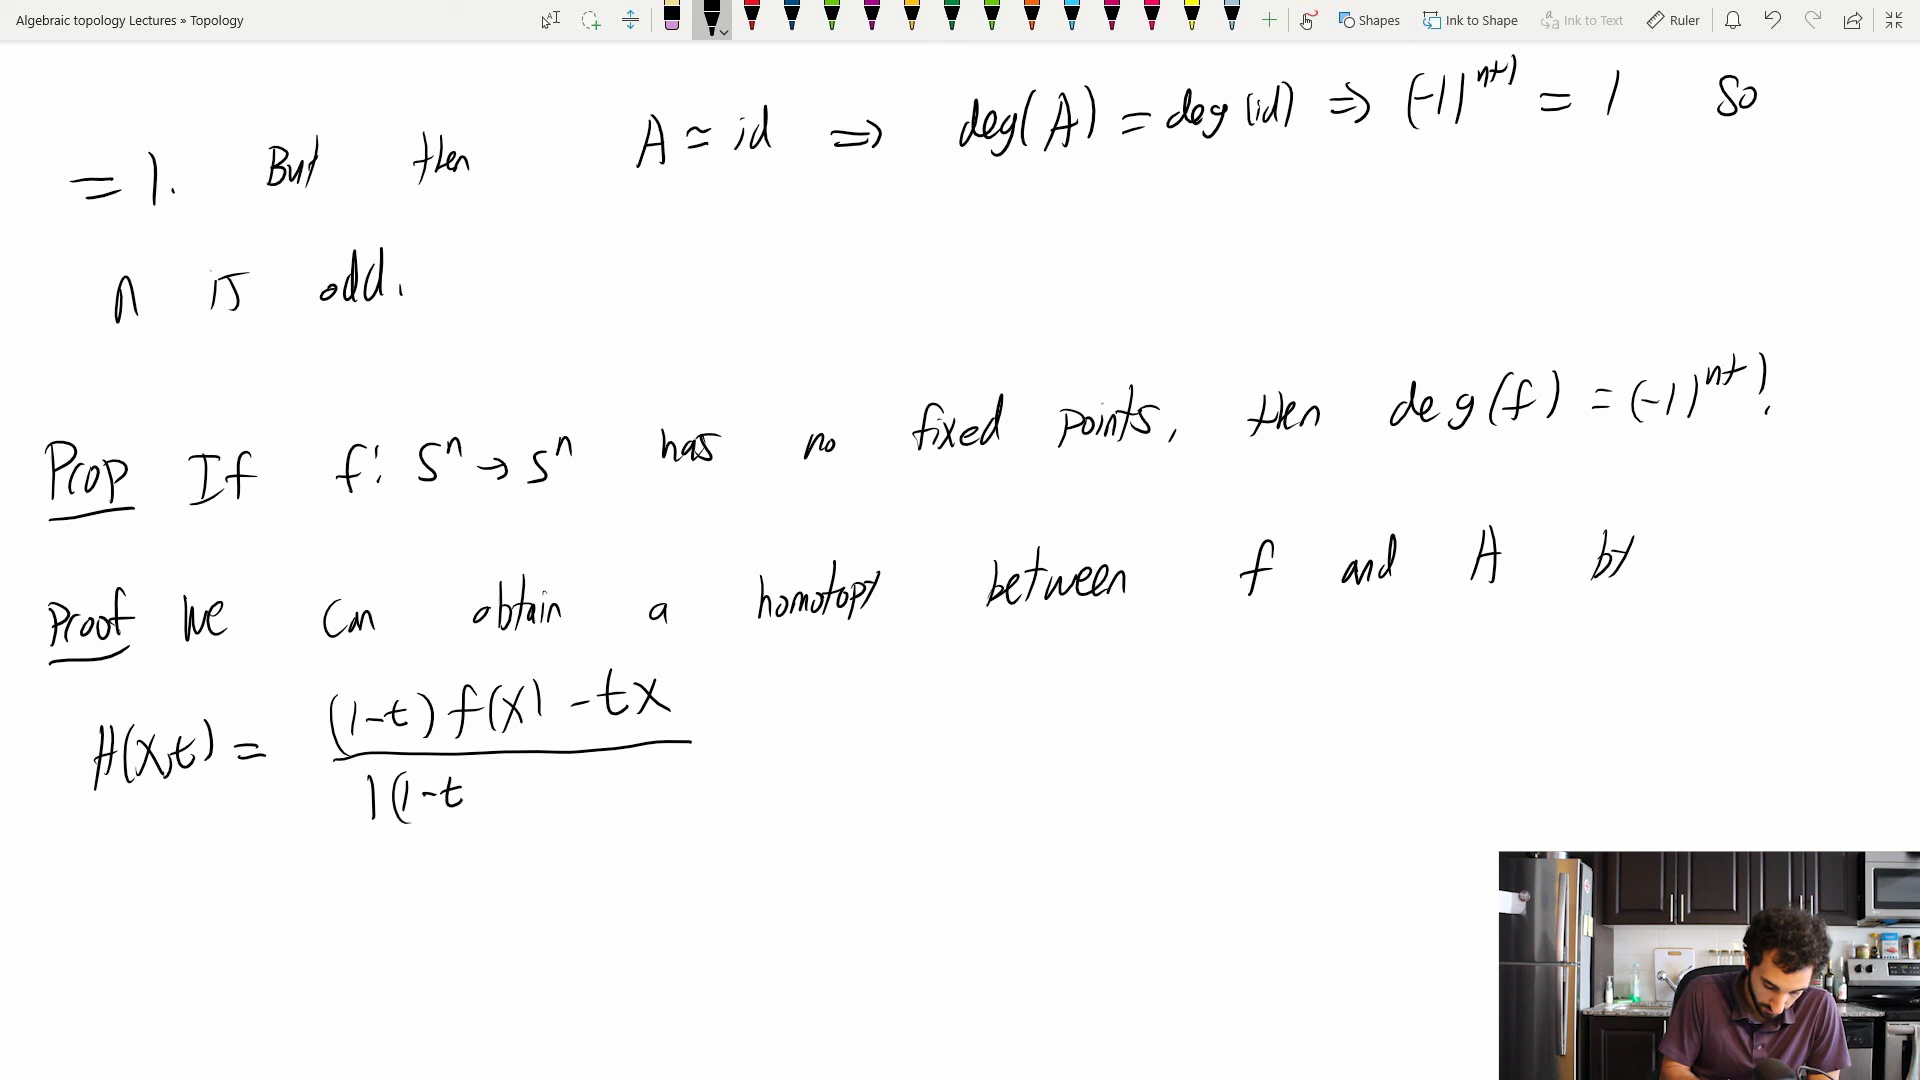 Algebraic topology Lectures » Topology
Shapes
Ink to Shape
Ink to Text
Ruler
= 1. But then A ≃ id ⟹ deg(A) = deg(id) ⟹ (-1)^{n+1} = 1 so
n is odd.
Prop If f: S^n → S^n has no fixed points, then deg(f) = (-1)^{n+1}.
Proof We can obtain a homotopy between f and A by
H(x,t) = \frac{(1-t)f(x) - tx}{|(1-t}